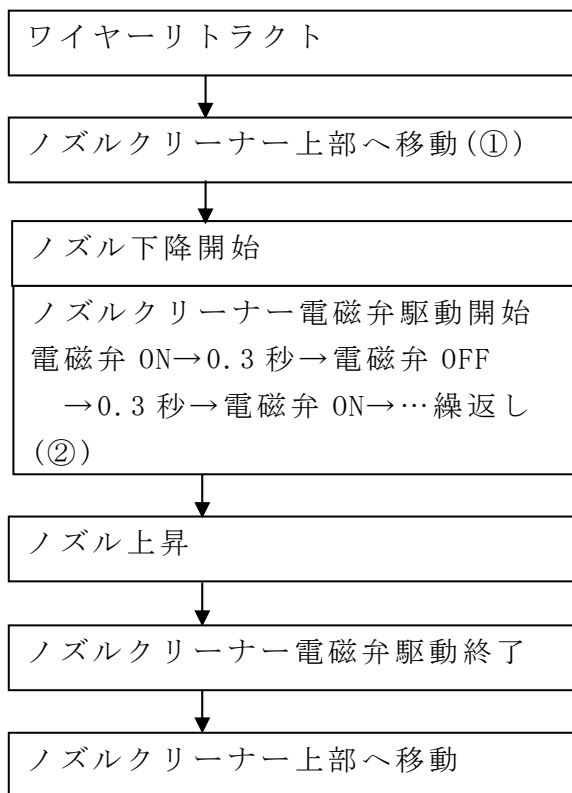 ワイヤーリトラクト
ノズルクリーナー上部へ移動(①)
ノズル下降開始
ノズルクリーナー電磁弁駆動開始
電磁弁 ON→0.3 秒→電磁弁 OFF
→0.3 秒→電磁弁 ON→…繰返し
(②)
ノズル上昇
ノズルクリーナー電磁弁駆動終了
ノズルクリーナー上部へ移動